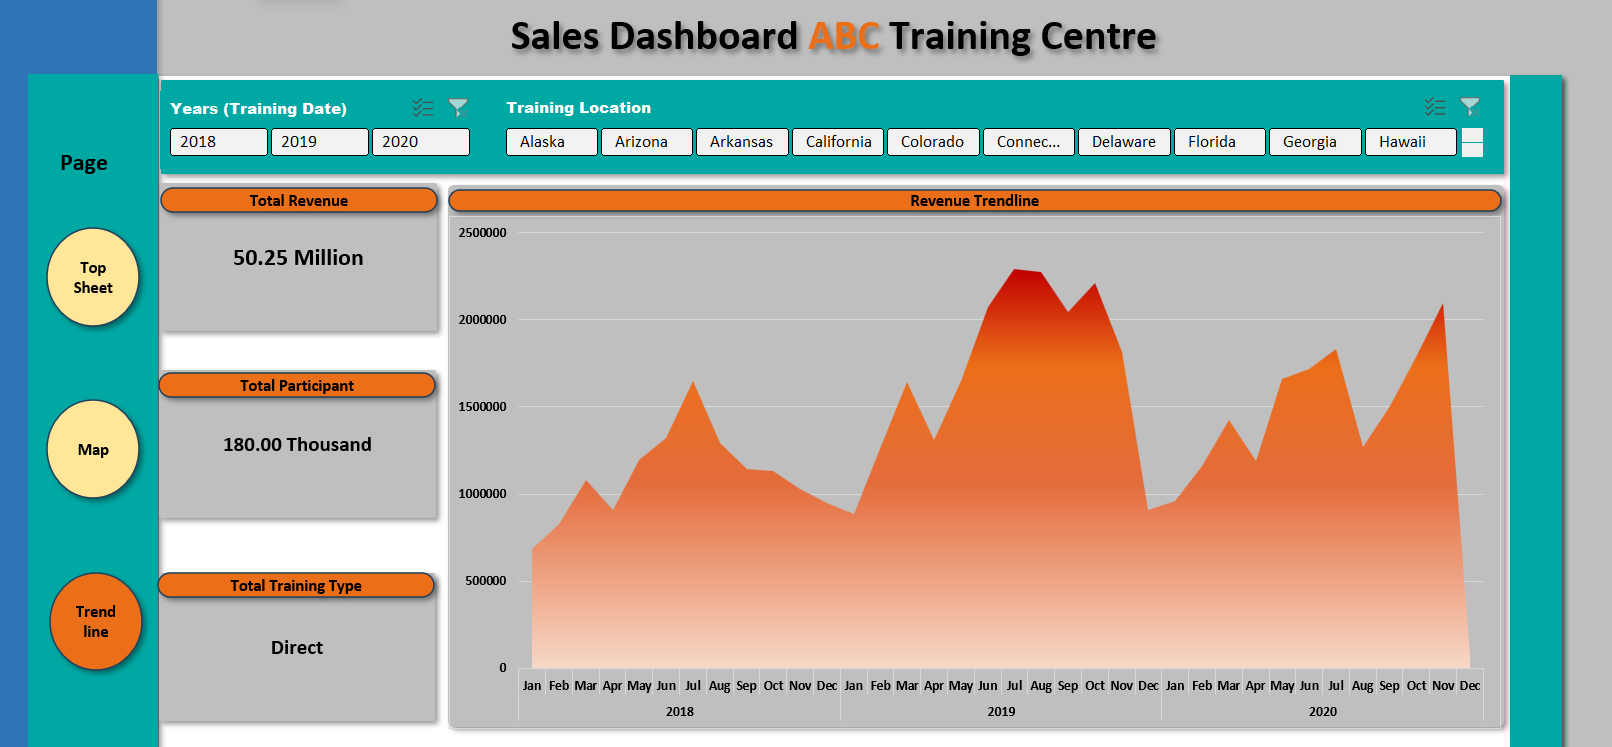 Sales Dashboard ABC Training Centre
Years (Training Date)
2018 2019 2020
Training Location
Alaska Arizona Arkansas California Colorado Connec... Delaware Florida Georgia Hawaii
Page
Top
Sheet
Map
Trend
line
Total Revenue
50.25 Million
Total Participant
180.00 Thousand
Total Training Type
Direct
Revenue Trendline
2500000
2000000
1500000
1000000
500000
0
Jan Feb Mar Apr May Jun Jul Aug Sep Oct Nov Dec Jan Feb Mar Apr May Jun Jul Aug Sep Oct Nov Dec Jan Feb Mar Apr May Jun Jul Aug Sep Oct Nov Dec
2018 2019 2020